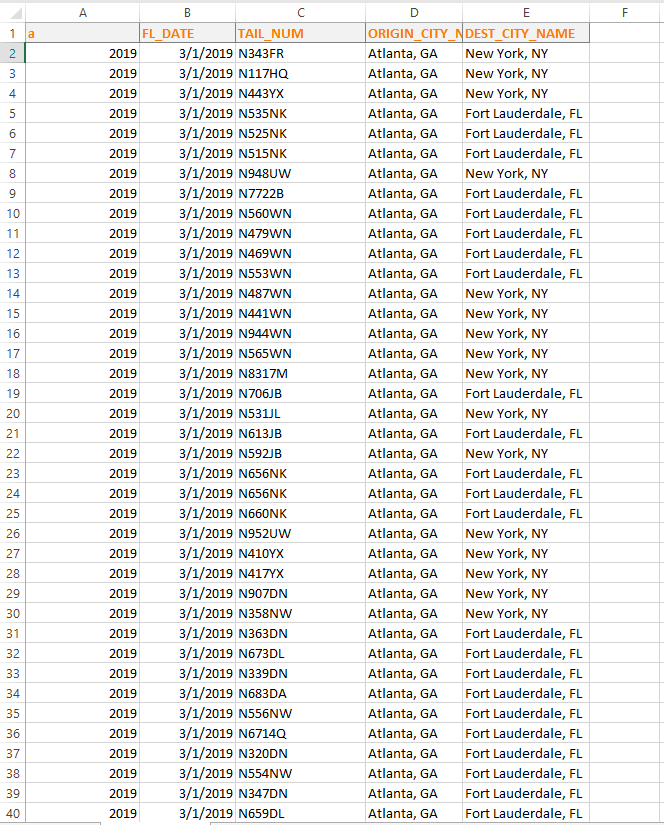 A B C D E F
1 a FL_DATE TAIL_NUM ORIGIN_CITY_N DEST_CITY_NAME
2 2019 3/1/2019 N343FR Atlanta, GA New York, NY
3 2019 3/1/2019 N117HQ Atlanta, GA New York, NY
4 2019 3/1/2019 N443YX Atlanta, GA New York, NY
5 2019 3/1/2019 N535NK Atlanta, GA Fort Lauderdale, FL
6 2019 3/1/2019 N525NK Atlanta, GA Fort Lauderdale, FL
7 2019 3/1/2019 N515NK Atlanta, GA Fort Lauderdale, FL
8 2019 3/1/2019 N948UW Atlanta, GA New York, NY
9 2019 3/1/2019 N7722B Atlanta, GA Fort Lauderdale, FL
10 2019 3/1/2019 N560WN Atlanta, GA Fort Lauderdale, FL
11 2019 3/1/2019 N479WN Atlanta, GA Fort Lauderdale, FL
12 2019 3/1/2019 N469WN Atlanta, GA Fort Lauderdale, FL
13 2019 3/1/2019 N553WN Atlanta, GA Fort Lauderdale, FL
14 2019 3/1/2019 N487WN Atlanta, GA New York, NY
15 2019 3/1/2019 N441WN Atlanta, GA New York, NY
16 2019 3/1/2019 N944WN Atlanta, GA New York, NY
17 2019 3/1/2019 N565WN Atlanta, GA New York, NY
18 2019 3/1/2019 N8317M Atlanta, GA New York, NY
19 2019 3/1/2019 N706JB Atlanta, GA Fort Lauderdale, FL
20 2019 3/1/2019 N531JL Atlanta, GA New York, NY
21 2019 3/1/2019 N613JB Atlanta, GA Fort Lauderdale, FL
22 2019 3/1/2019 N592JB Atlanta, GA New York, NY
23 2019 3/1/2019 N656NK Atlanta, GA Fort Lauderdale, FL
24 2019 3/1/2019 N656NK Atlanta, GA Fort Lauderdale, FL
25 2019 3/1/2019 N660NK Atlanta, GA Fort Lauderdale, FL
26 2019 3/1/2019 N952UW Atlanta, GA New York, NY
27 2019 3/1/2019 N410YX Atlanta, GA New York, NY
28 2019 3/1/2019 N417YX Atlanta, GA New York, NY
29 2019 3/1/2019 N907DN Atlanta, GA New York, NY
30 2019 3/1/2019 N358NW Atlanta, GA New York, NY
31 2019 3/1/2019 N363DN Atlanta, GA Fort Lauderdale, FL
32 2019 3/1/2019 N673DL Atlanta, GA Fort Lauderdale, FL
33 2019 3/1/2019 N339DN Atlanta, GA Fort Lauderdale, FL
34 2019 3/1/2019 N683DA Atlanta, GA Fort Lauderdale, FL
35 2019 3/1/2019 N556NW Atlanta, GA Fort Lauderdale, FL
36 2019 3/1/2019 N6714Q Atlanta, GA Fort Lauderdale, FL
37 2019 3/1/2019 N320DN Atlanta, GA Fort Lauderdale, FL
38 2019 3/1/2019 N554NW Atlanta, GA Fort Lauderdale, FL
39 2019 3/1/2019 N347DN Atlanta, GA Fort Lauderdale, FL
40 2019 3/1/2019 N659DL Atlanta, GA Fort Lauderdale, FL